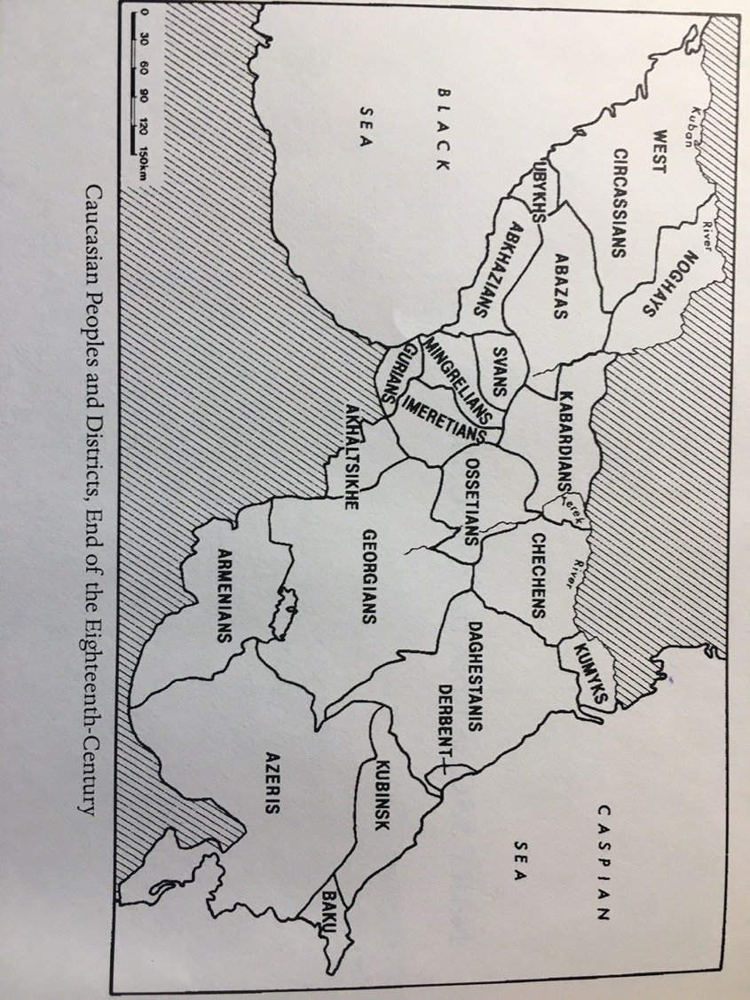 Kuban
River
WEST
CIRCASSIANS
NOGHAYS
UBYKHS
ABKHAZIANS
ABAZAS
BLACK
SEA
SVANS
MINGRELIANS
GURIANS
IMERETIANS
KABARDIANS
Terek
River
OSSETIANS
CHECHENS
KUMYKS
AKHALTSIKHE
GEORGIANS
ARMENIANS
DAGHESTANIS
DERBENT
KUBINSK
AZERIS
BAKU
CASPIAN
SEA
0 30 60 90 120 150km
Caucasian Peoples and Districts, End of the Eighteenth-Century